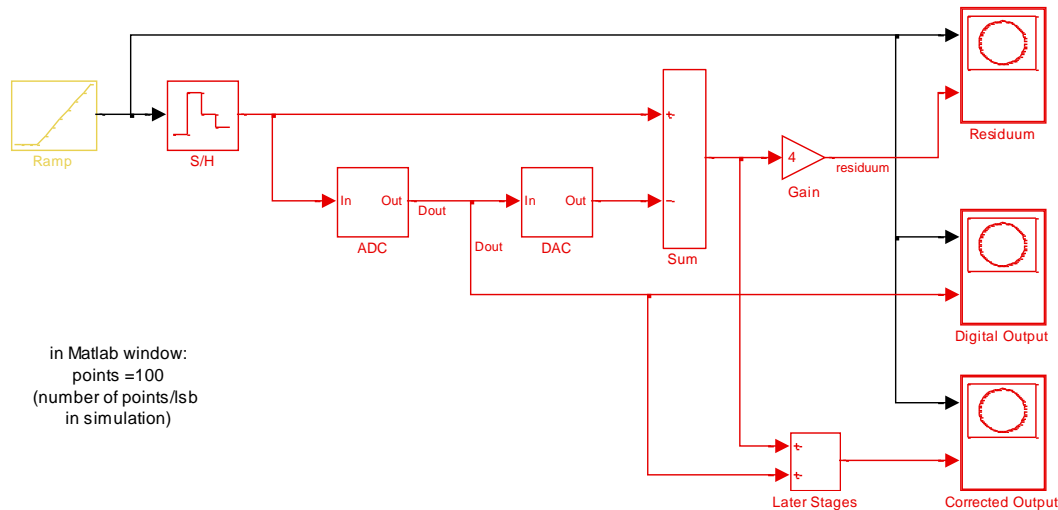 Ramp
S/H
In Out
ADC
Dout
Dout
In Out
DAC
+
−
Sum
4
Gain
residuum
Residuum
Digital Output
+
+
Later Stages
Corrected Output
in Matlab window:
points =100
(number of points/lsb
in simulation)